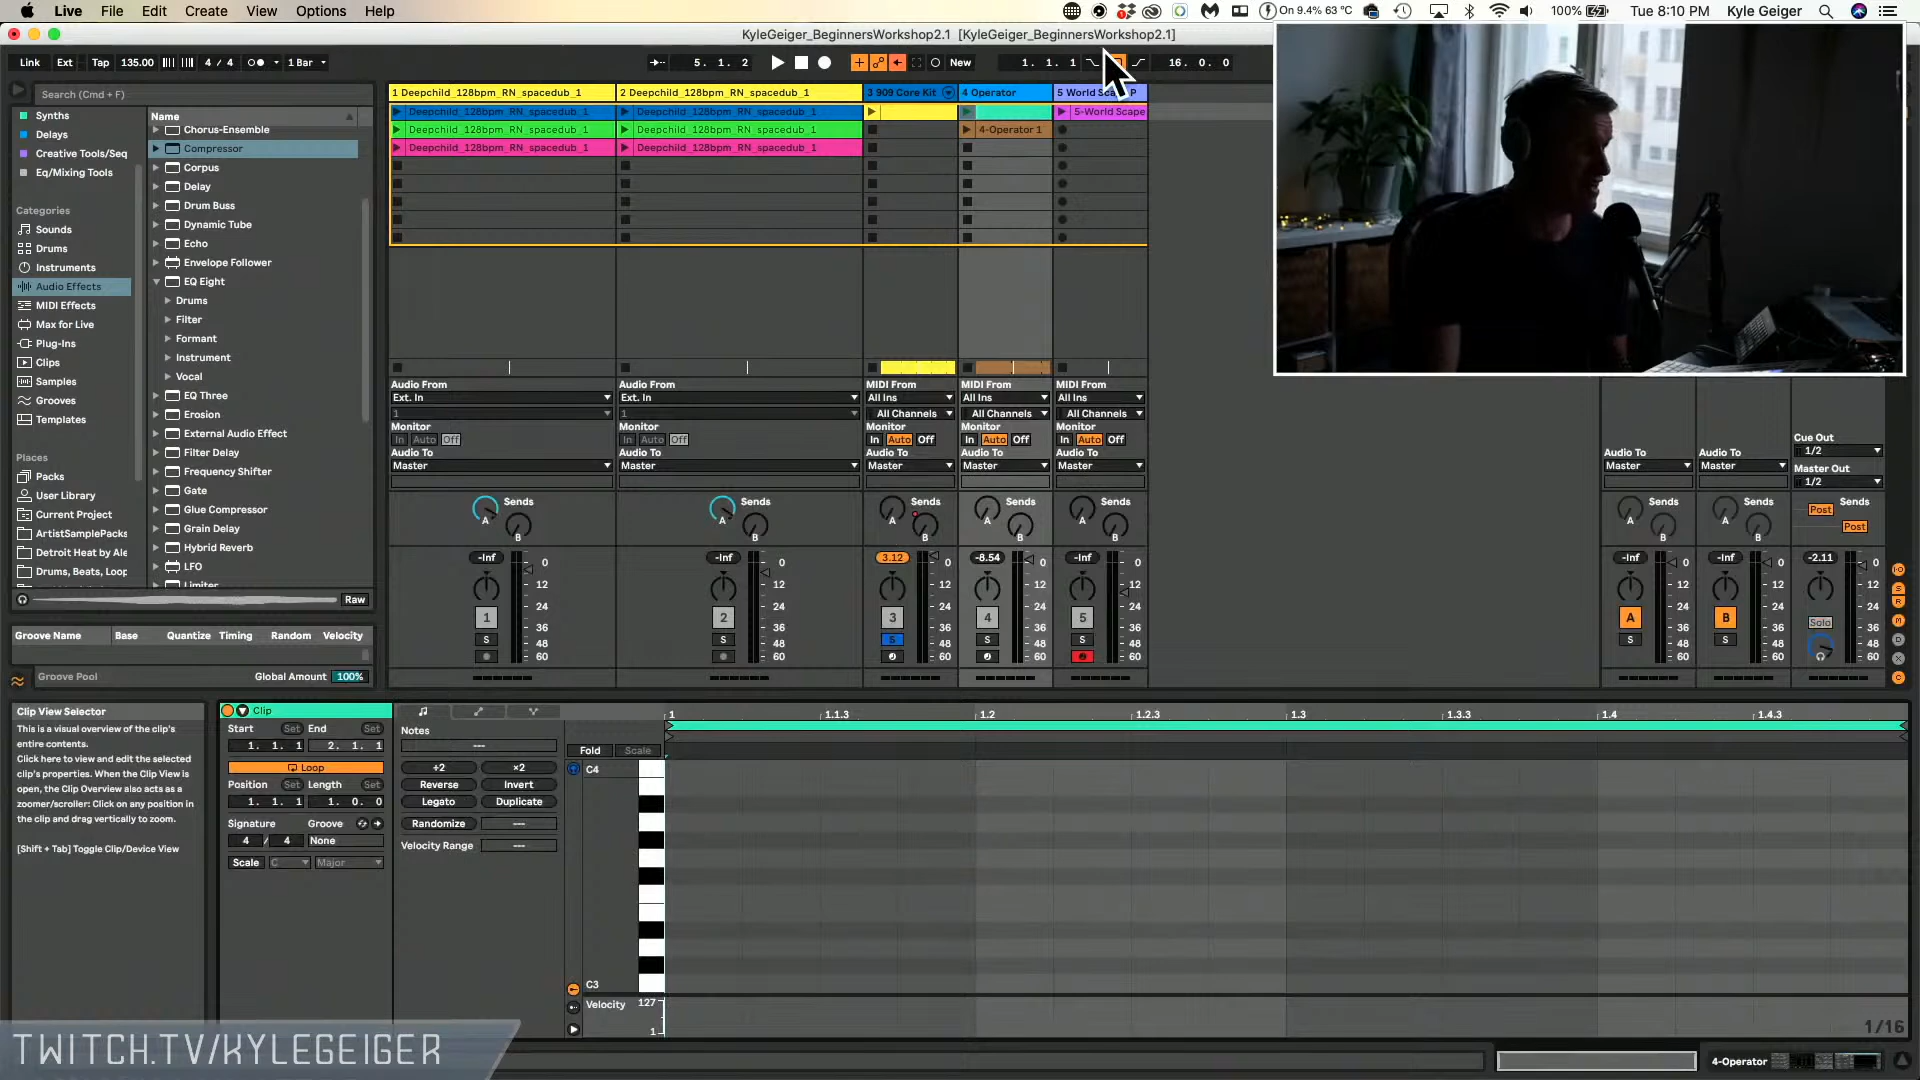 Live File Edit Create View Options Help
On 9.4% 63 °C 100% Tue 8:10 PM Kyle Geiger
KyleGeiger_BeginnersWorkshop2.1 [KyleGeiger_BeginnersWorkshop2.1]
Link Ext Tap 135.00 4 / 4 1 Bar 5. 1. 2 New 1. 1. 1 16. 0. 0
Search (Cmd + F)
Synths
Delays
Creative Tools/Seq
Eq/Mixing Tools
Categories
Sounds
Drums
Instruments
Audio Effects
MIDI Effects
Max for Live
Plug-Ins
Clips
Samples
Grooves
Templates
Places
Packs
User Library
Current Project
ArtistSamplePacks
Detroit Heat by Ale
Drums, Beats, Loop
Name
Chorus-Ensemble
Compressor
Corpus
Delay
Drum Buss
Dynamic Tube
Echo
Envelope Follower
EQ Eight
Drums
Filter
Formant
Instrument
Vocal
EQ Three
Erosion
External Audio Effect
Filter Delay
Frequency Shifter
Gate
Glue Compressor
Grain Delay
Hybrid Reverb
LFO
Limiter
Raw
Groove Name Base Quantize Timing Random Velocity
Groove Pool Global Amount 100%
1 Deepchild_128bpm_RN_spacedub_1 2 Deepchild_128bpm_RN_spacedub_1 3 909 Core Kit 4 Operator
Deepchild_128bpm_RN_spacedub_1 Deepchild_128bpm_RN_spacedub_1 5-World Scape
Deepchild_128bpm_RN_spacedub_1 Deepchild_128bpm_RN_spacedub_1 4-Operator 1
Deepchild_128bpm_RN_spacedub_1 Deepchild_128bpm_RN_spacedub_1
Audio From Audio From MIDI From MIDI From MIDI From
Ext. In Ext. In All Ins All Ins All Ins
1 1 All Channels All Channels All Channels
Monitor Monitor Monitor Monitor Monitor
In Auto Off In Auto Off In Auto Off In Auto Off In Auto Off
Audio To Audio To Audio To Audio To Audio To
Master Master Master Master Master
Sends Sends Sends Sends Sends
A B A B A B A B A B
-Inf 0 -Inf 0 3.12 0 -8.54 0 -Inf 0
12 12 12 12 12
24 24 24 24 24
1 36 2 36 3 36 4 36 5 36
S 48 S 48 S 48 S 48 S 48
60 60 60 60 60
Cue Out
1/2
Audio To Audio To Master Out
Master Master 1/2
Sends Sends Sends
A B A B Post Post
-Inf 0 -Inf 0 -2.11 0
12 12 12
24 24 24
A 36 B 36 Solo 36
S 48 S 48 48
60 60 60
Clip View Selector
This is a visual overview of the clip's
entire contents.
Click here to view and edit the selected
clip's properties. When the Clip View is
open, the Clip Overview also acts as a
zoomer/scroller: Click on any position in
the clip and drag vertically to zoom.
[Shift + Tab] Toggle Clip/Device View
Clip
Start Set End Set
1. 1. 1 2. 1. 1
Loop
Position Set Length Set
1. 1. 1 1. 0. 0
Signature Groove
4 / 4 None
Scale C Major
Notes
---
+2 ×2
Reverse Invert
Legato Duplicate
Randomize ---
Velocity Range ---
1 1.1.3 1.2 1.2.3 1.3 1.3.3 1.4 1.4.3
Fold Scale
C4
C3
Velocity 127
1
1/16
4-Operator
TWITCH.TV/KYLEGEIGER